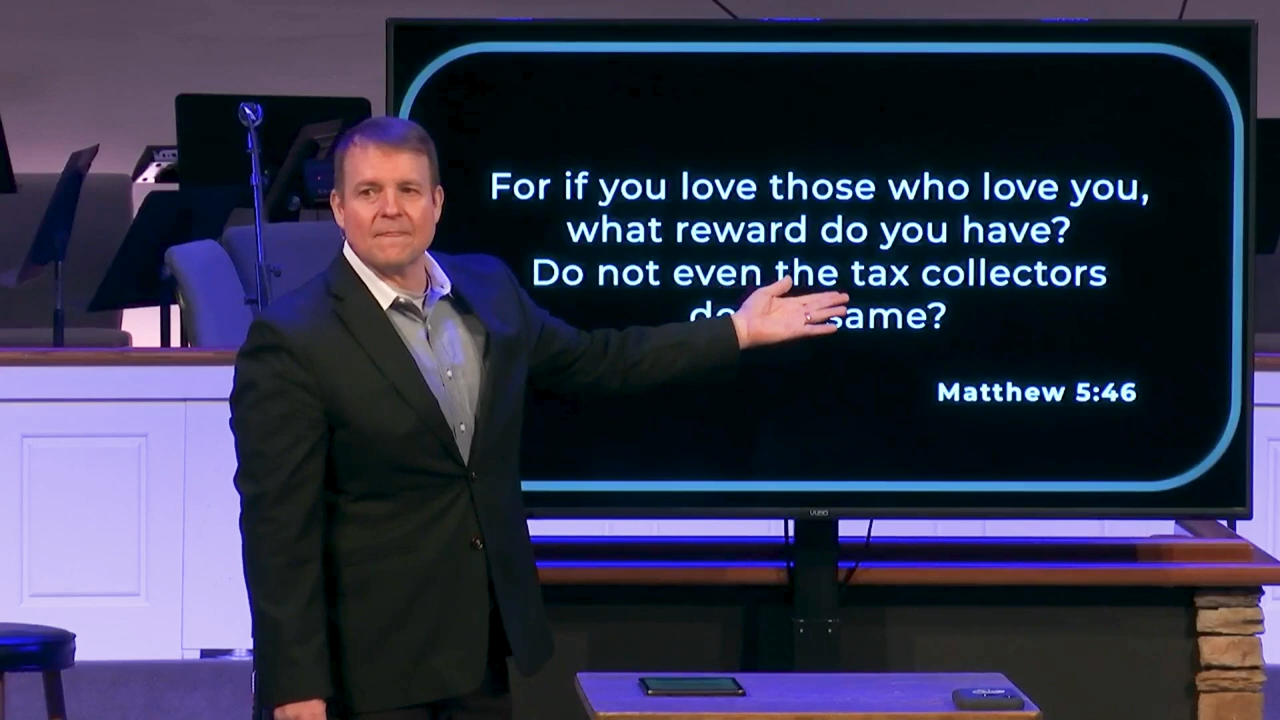 For if you love those who love you,
what reward do you have?
Do not even the tax collectors
same?
Matthew 5:46
VIZIO